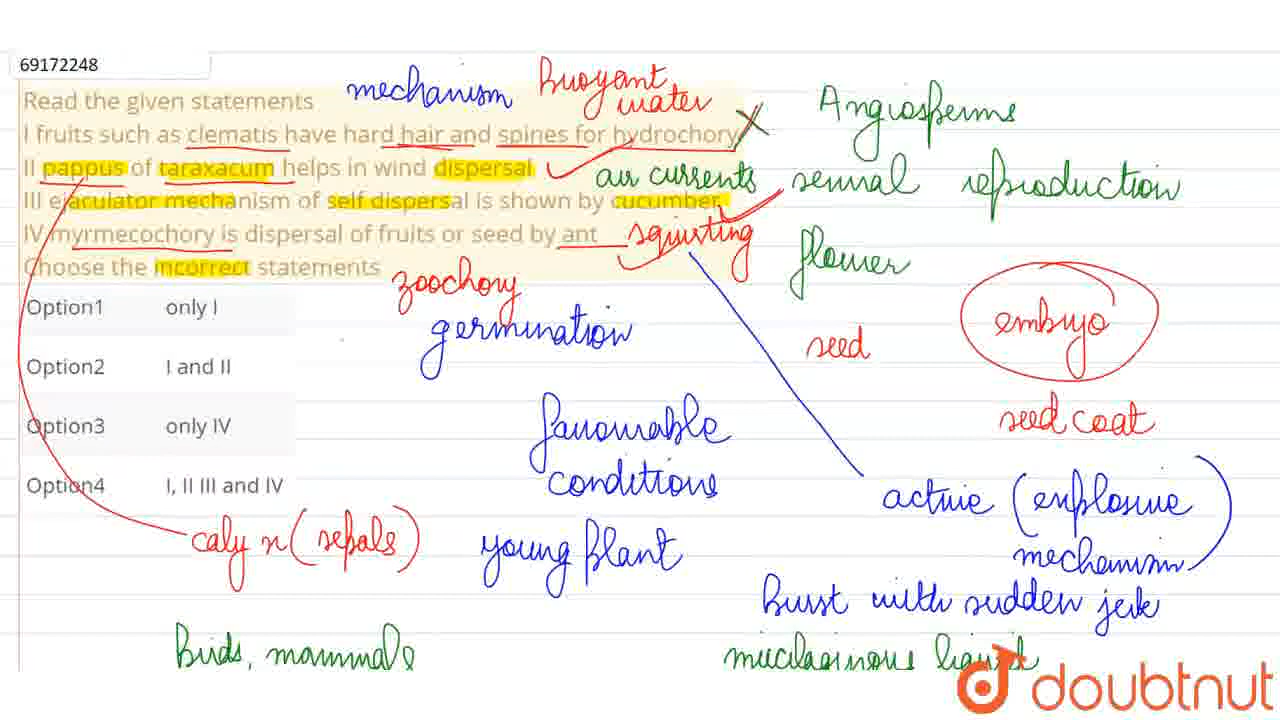 69172248
Read the given statements
I fruits such as clematis have hard hair and spines for hydrochory
II pappus of taraxacum helps in wind dispersal
III ejaculator mechanism of self dispersal is shown by cucumber
IV myrmecochory is dispersal of fruits or seed by ant
Choose the incorrect statements
Option1 only I
Option2 I and II
Option3 only IV
Option4 I, II III and IV
mechanism
Buoyant
water
air currents
squirting
zoochory
germination
favourable
conditions
young plant
calyx (sepals)
Birds, mammals
Angiosperms
sexual reproduction
flower
seed
embryo
seed coat
active (explosive
mechanism)
Burst with sudden jerk
mucilaginous liquid
doubtnut